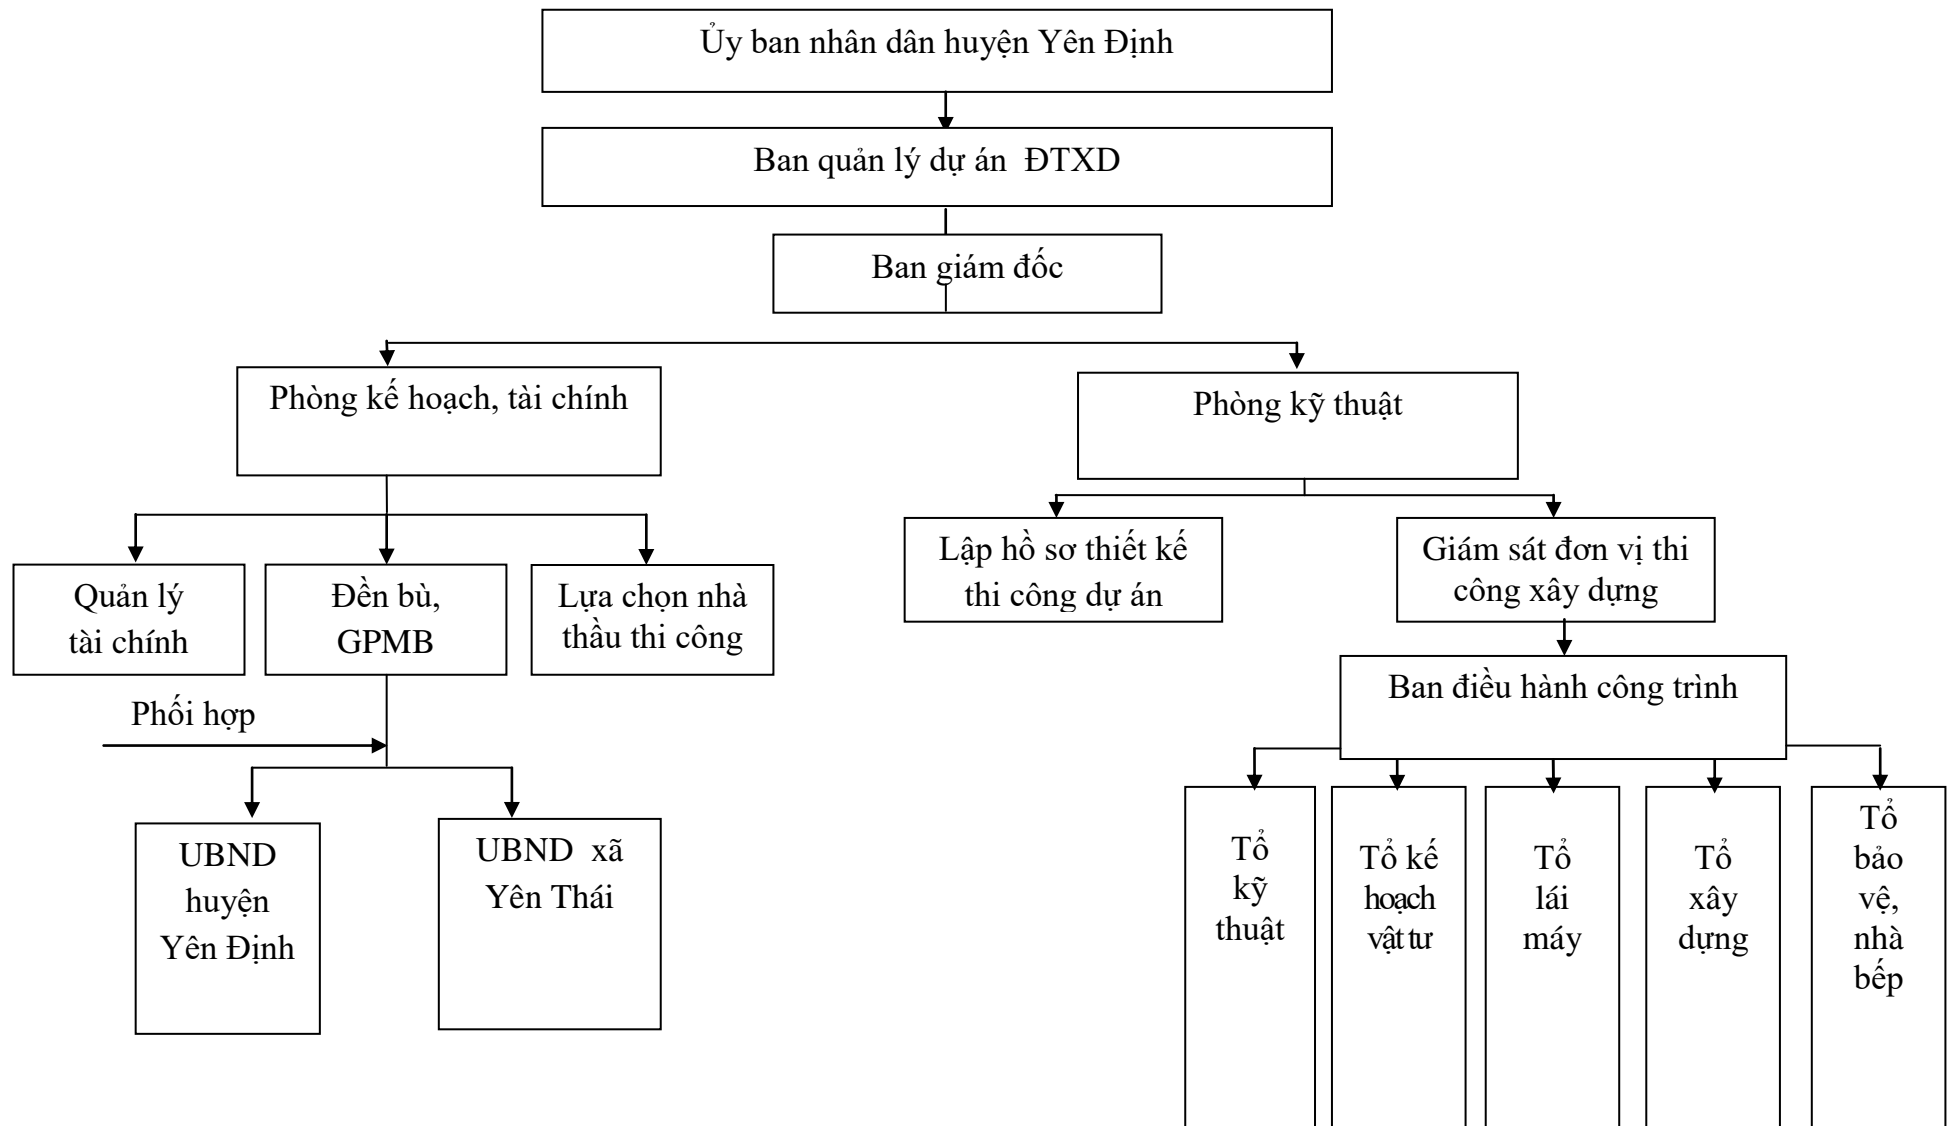 Ủy ban nhân dân huyện Yên Định
Ban quản lý dự án ĐTXD
Ban giám đốc
Phòng kế hoạch, tài chính
Phòng kỹ thuật
Quản lý
tài chính
Đền bù,
GPMB
Lựa chọn nhà
thầu thi công
Lập hồ sơ thiết kế
thi công dự án
Giám sát đơn vị thi
công xây dựng
Phối hợp
Ban điều hành công trình
UBND
huyện
Yên Định
UBND xã
Yên Thái
Tổ
kỹ
thuật
Tổ kế
hoạch
vật tư
Tổ
lái
máy
Tổ
xây
dựng
Tổ
bảo
vệ,
nhà
bếp